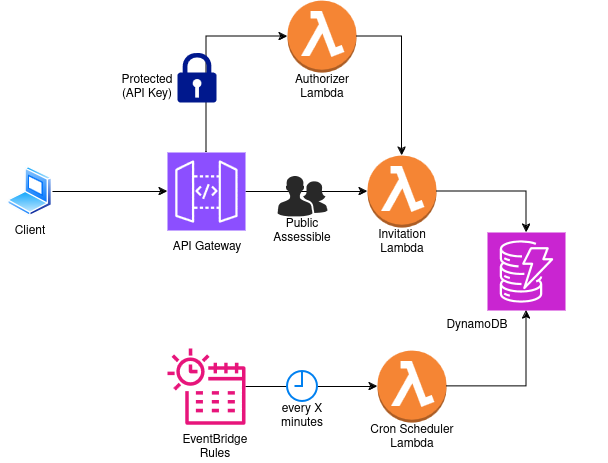 Authorizer
Lambda
Protected
(API Key)
Client
API Gateway
Public
Assessible
Invitation
Lambda
DynamoDB
EventBridge
Rules
every X
minutes
Cron Scheduler
Lambda